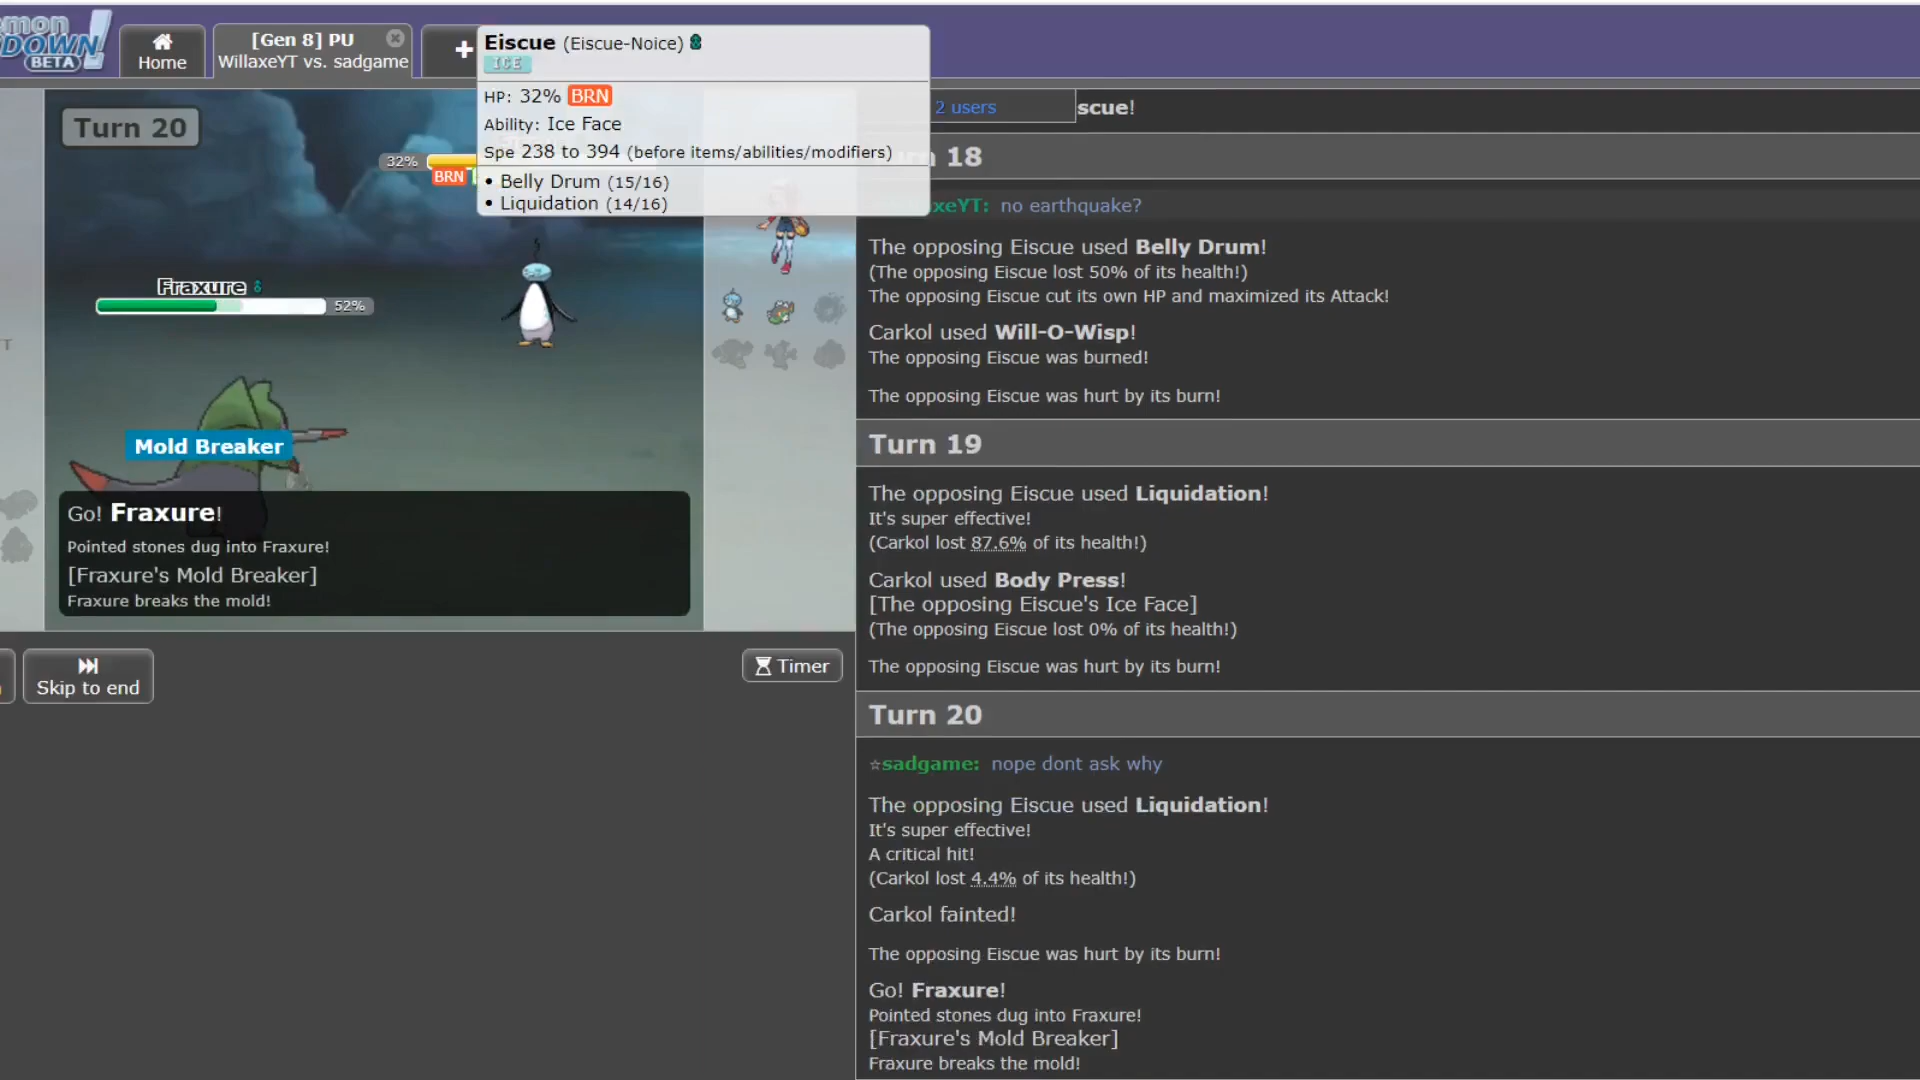 mon
DOWN!
BETA
Home
[Gen 8] PU
WillaxeYT vs. sadgame
+
Eiscue (Eiscue-Noice)
ICE
HP: 32% BRN
Ability: Ice Face
Spe 238 to 394 (before items/abilities/modifiers)
• Belly Drum (15/16)
• Liquidation (14/16)
Turn 20
32%
BRN
Fraxure
52%
Mold Breaker
Go! Fraxure!
Pointed stones dug into Fraxure!
[Fraxure's Mold Breaker]
Fraxure breaks the mold!
Skip to end
Timer
2 users
scue!
rn 18
xeYT: no earthquake?
The opposing Eiscue used Belly Drum!
(The opposing Eiscue lost 50% of its health!)
The opposing Eiscue cut its own HP and maximized its Attack!
Carkol used Will-O-Wisp!
The opposing Eiscue was burned!
The opposing Eiscue was hurt by its burn!
Turn 19
The opposing Eiscue used Liquidation!
It's super effective!
(Carkol lost 87.6% of its health!)
Carkol used Body Press!
[The opposing Eiscue's Ice Face]
(The opposing Eiscue lost 0% of its health!)
The opposing Eiscue was hurt by its burn!
Turn 20
☆sadgame: nope dont ask why
The opposing Eiscue used Liquidation!
It's super effective!
A critical hit!
(Carkol lost 4.4% of its health!)
Carkol fainted!
The opposing Eiscue was hurt by its burn!
Go! Fraxure!
Pointed stones dug into Fraxure!
[Fraxure's Mold Breaker]
Fraxure breaks the mold!